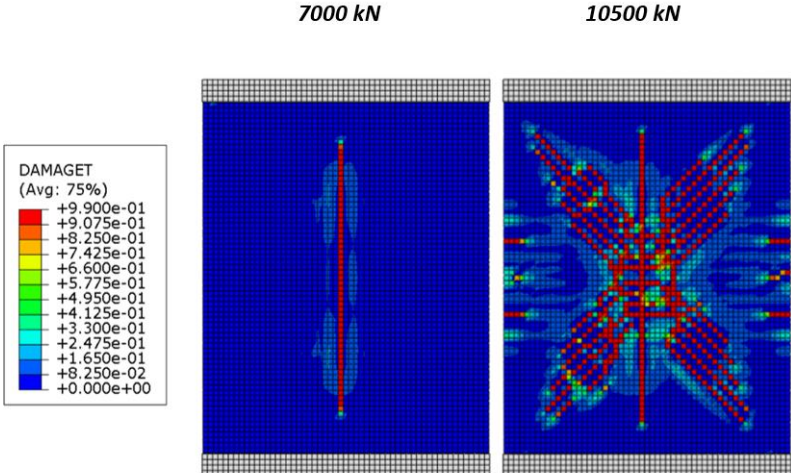 7000 kN
10500 kN
DAMAGET
(Avg: 75%)
+9.900e-01
+9.075e-01
+8.250e-01
+7.425e-01
+6.600e-01
+5.775e-01
+4.950e-01
+4.125e-01
+3.300e-01
+2.475e-01
+1.650e-01
+8.250e-02
+0.000e+00